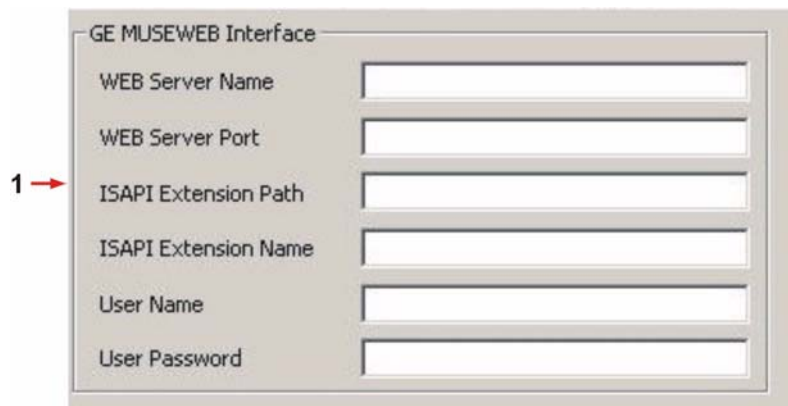 GE MUSEWEB Interface
WEB Server Name
WEB Server Port
1
ISAPI Extension Path
ISAPI Extension Name
User Name
User Password